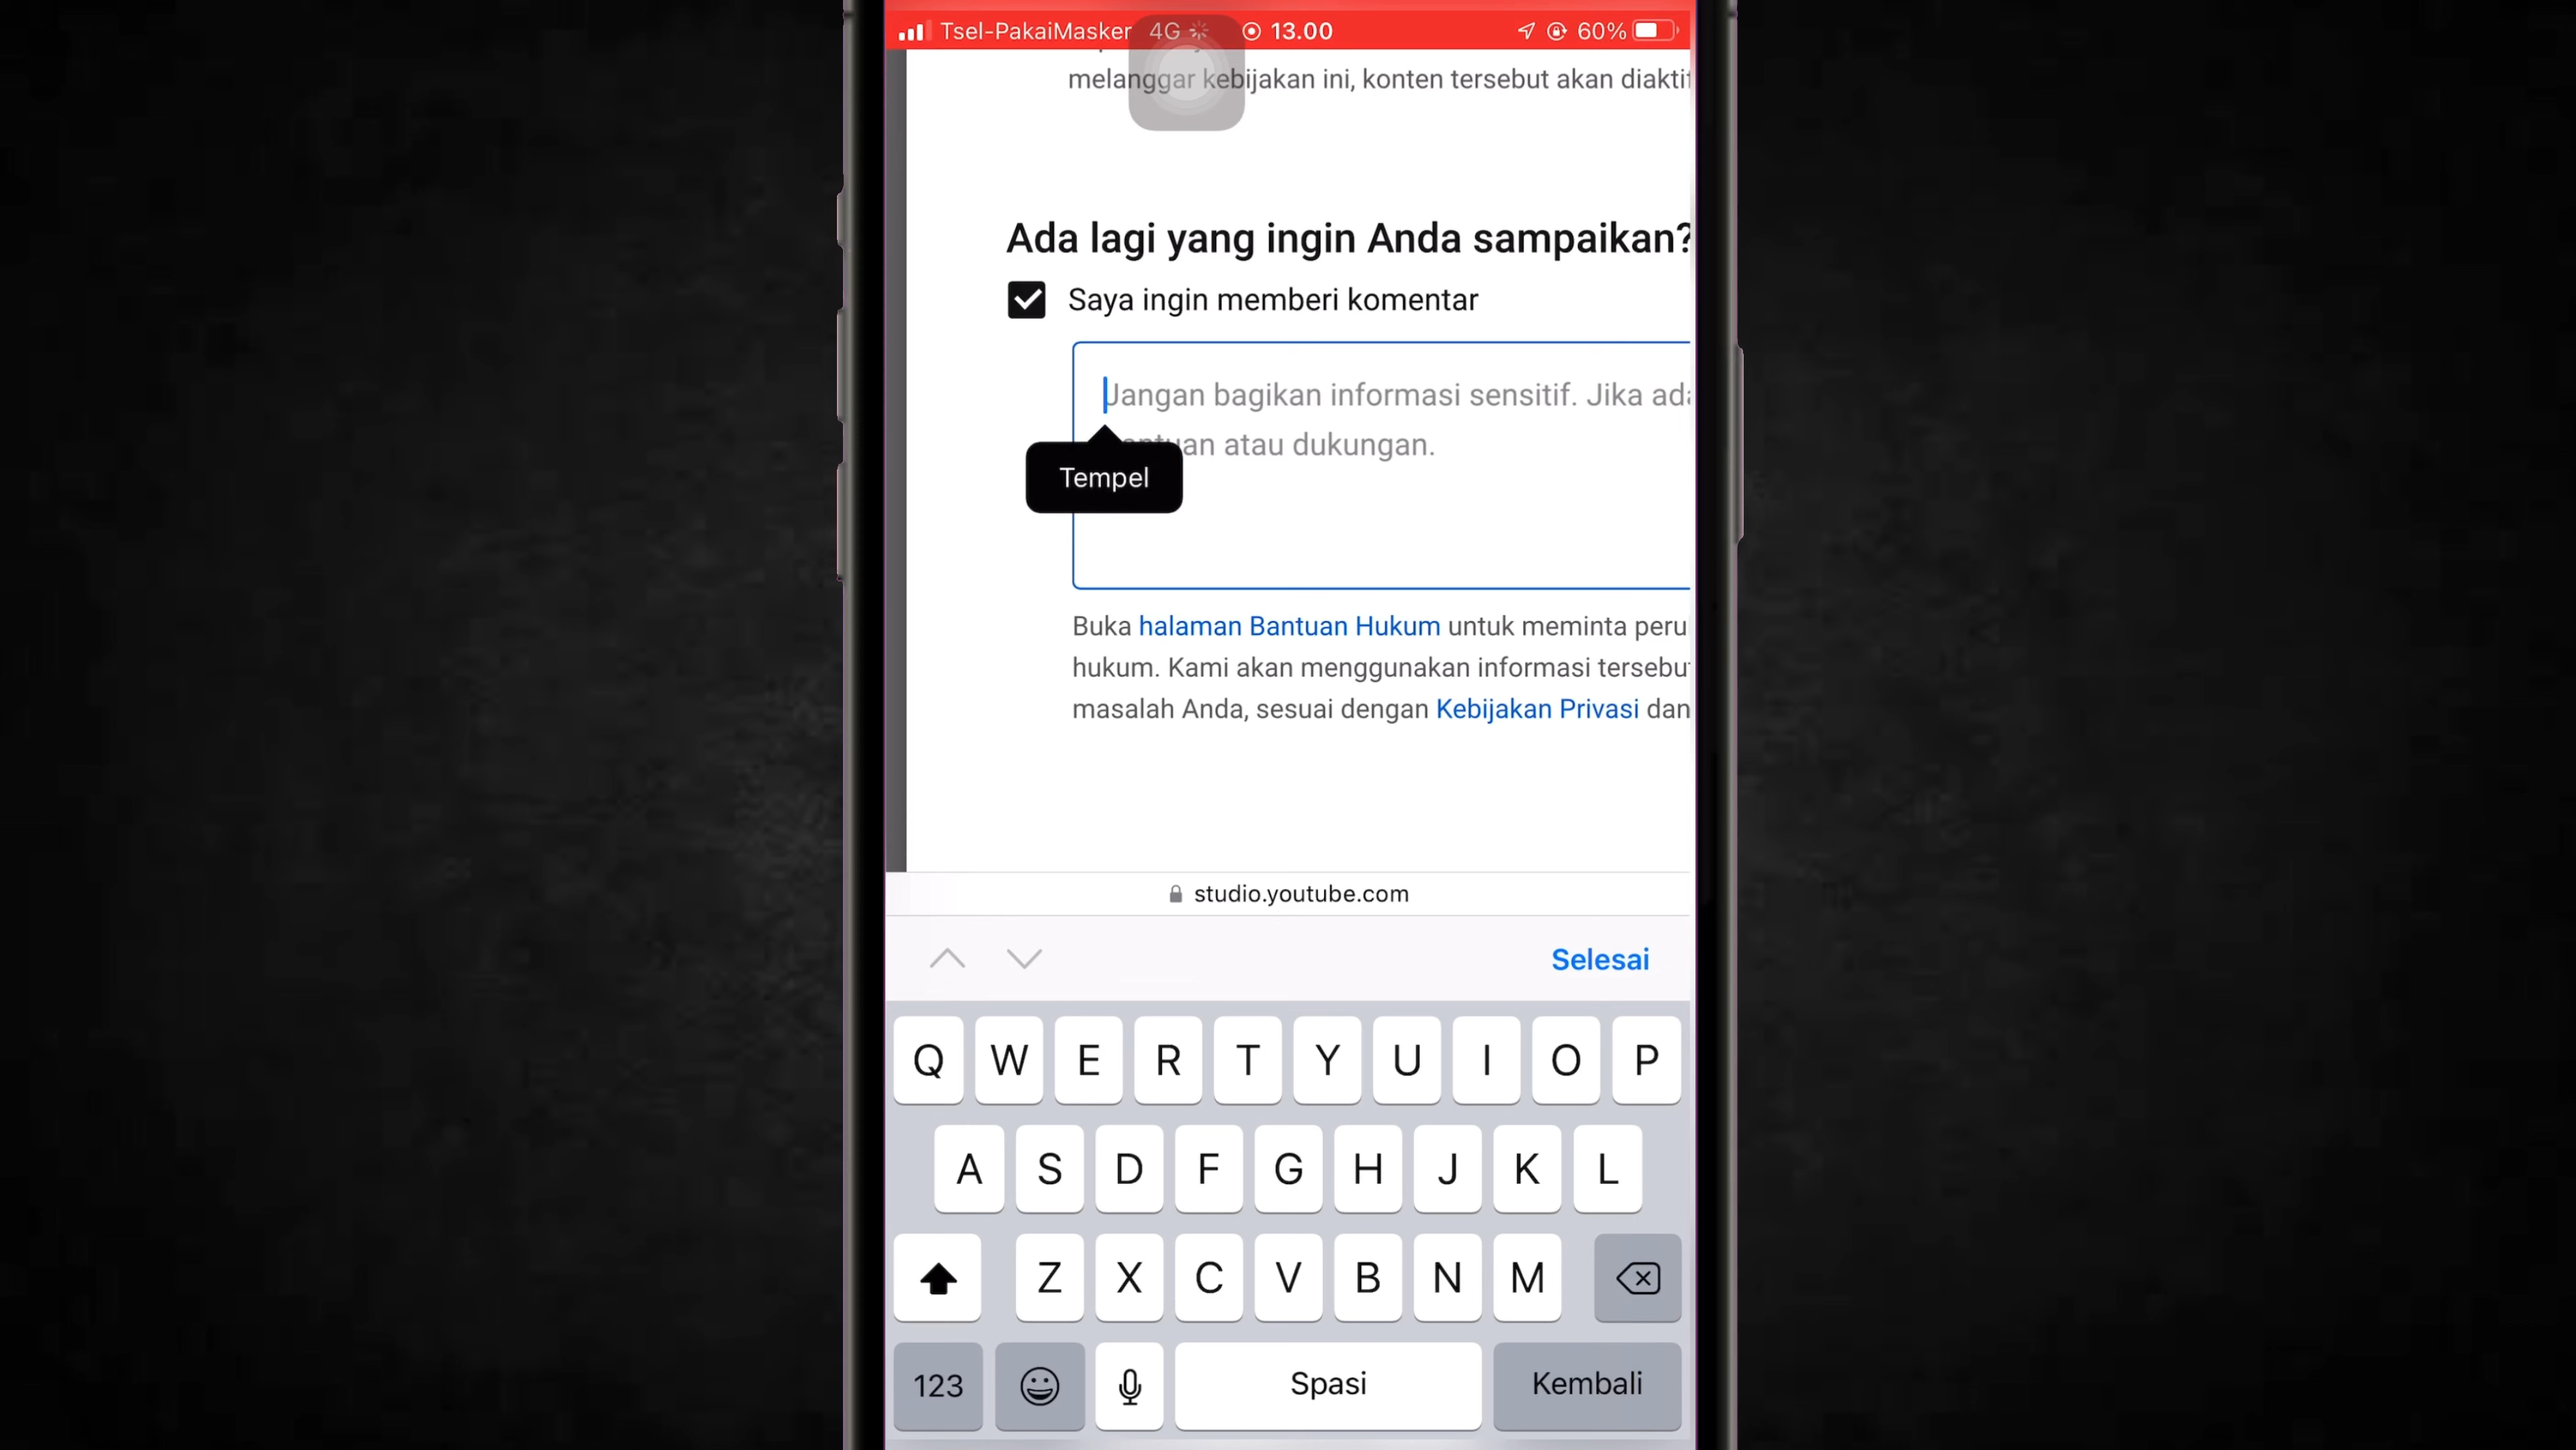 Tsel-PakaiMasker 4G 13.00 60%
melanggar kebijakan ini, konten tersebut akan diaktif
Ada lagi yang ingin Anda sampaikan?
Saya ingin memberi komentar
Jangan bagikan informasi sensitif. Jika ada
atau dukungan.
Tempel
Buka halaman Bantuan Hukum untuk meminta peru
hukum. Kami akan menggunakan informasi tersebut
masalah Anda, sesuai dengan Kebijakan Privasi dan
studio.youtube.com
Selesai
Q W E R T Y U I O P
A S D F G H J K L
Z X C V B N M
123 Spasi Kembali